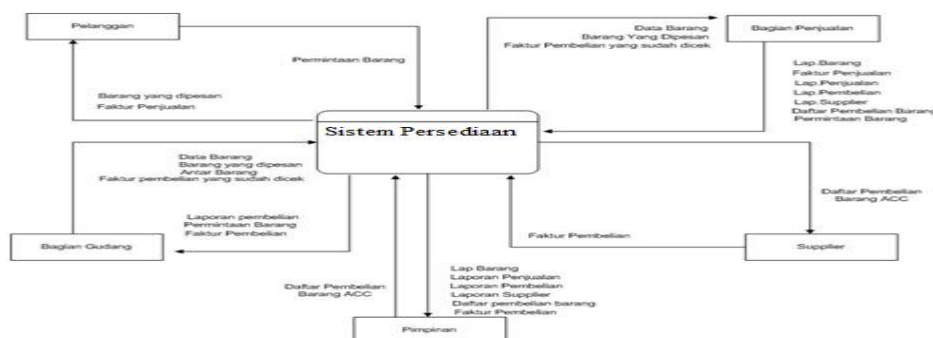 Pelanggan
Permintaan Barang
Barang yang dipesan
Faktur Penjualan
Data Barang
Barang Yang Dipesan
Faktur Pembelian yang sudah dicek
Bagian Penjualan
Lap.Barang
Faktur Penjualan
Lap.Penjualan
Lap.Pembelian
Lap.Supplier
Daftar Pembelian Barang
Permintaan Barang
Sistem Persediaan
Data Barang
Barang yang dipesan
Antar Barang
Faktur pembelian yang sudah dicek
Laporan pembelian
Permintaan Barang
Faktur Pembelian
Bagian Gudang
Daftar Pembelian
Barang ACC
Faktur Pembelian
Supplier
Daftar Pembelian
Barang ACC
Lap Barang
Laporan Penjualan
Laporan Pembelian
Laporan Supplier
Daftar pembelian barang
Faktur Pembelian
Pimpinan